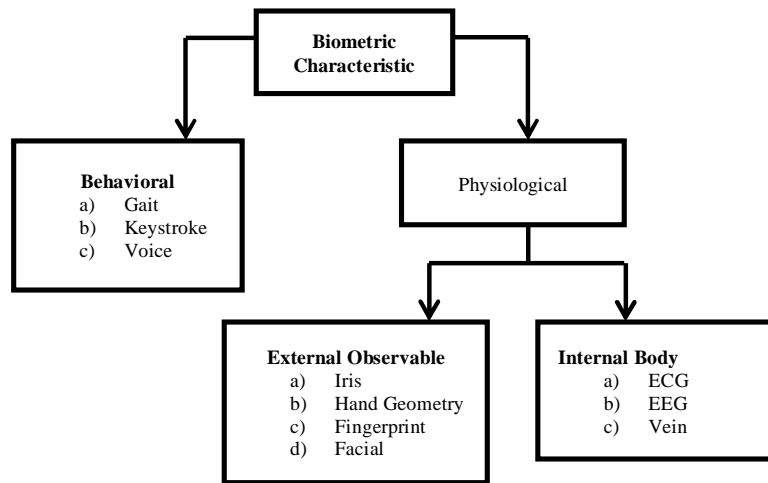 Biometric
Characteristic
Behavioral
a) Gait
b) Keystroke
c) Voice
Physiological
External Observable
a) Iris
b) Hand Geometry
c) Fingerprint
d) Facial
Internal Body
a) ECG
b) EEG
c) Vein